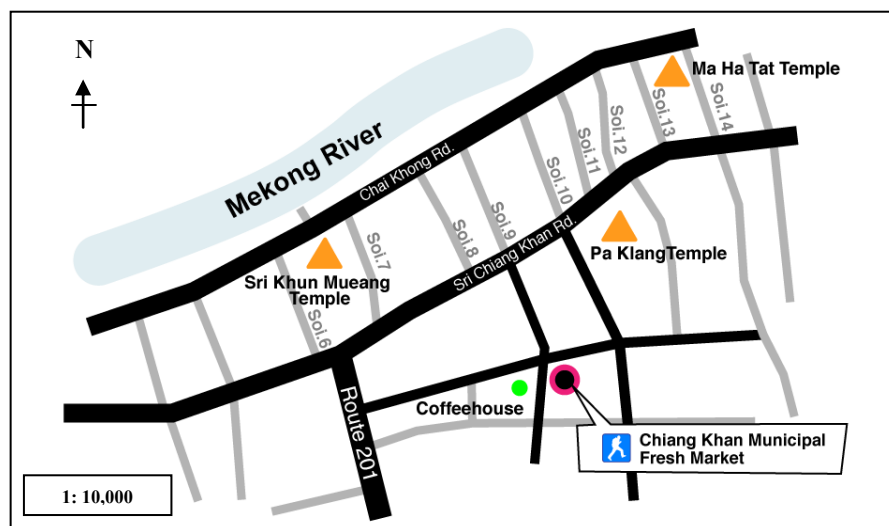 N
Ma Ha Tat Temple
Mekong River
Chai Khong Rd.
Soi.13
Soi.14
Soi.12
Soi.11
Soi.10
Soi.9
Soi.8
Soi.7
Soi.6
Sri Chiang Khan Rd.
Pa KlangTemple
Sri Khun Mueang
Temple
Route 201
Coffeehouse
Chiang Khan Municipal
Fresh Market
1: 10,000